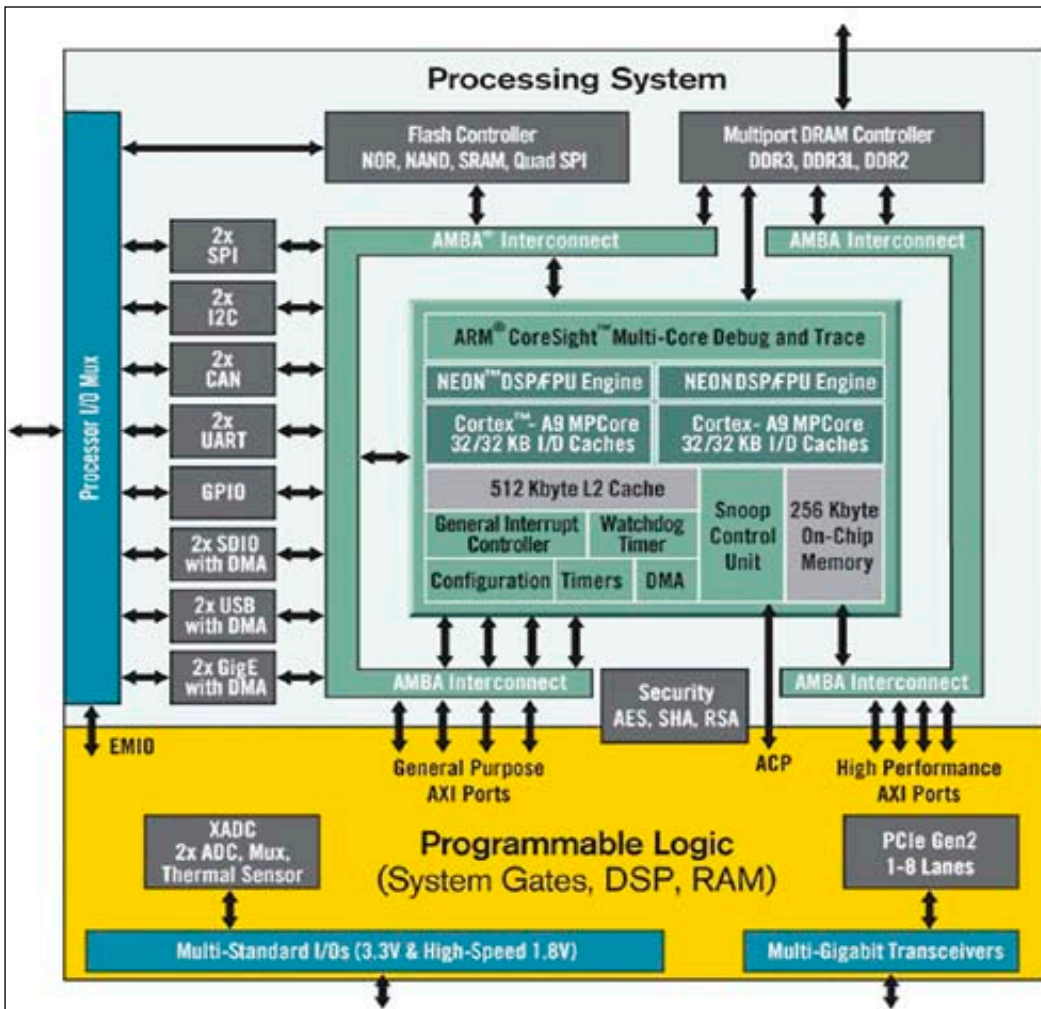 Processing System
Flash Controller
NOR, NAND, SRAM, Quad SPI
Multiport DRAM Controller
DDR3, DDR3L, DDR2
AMBA® Interconnect
AMBA Interconnect
Processor I/O Mux
2x
SPI
2x
I2C
2x
CAN
2x
UART
GPIO
2x SDIO
with DMA
2x USB
with DMA
2x GigE
with DMA
ARM® CoreSight™ Multi-Core Debug and Trace
NEON™ DSP/FPU Engine
NEON DSP/FPU Engine
Cortex™- A9 MPCore
32/32 KB I/D Caches
Cortex- A9 MPCore
32/32 KB I/D Caches
512 Kbyte L2 Cache
General Interrupt
Controller
Watchdog
Timer
Configuration
Timers
DMA
Snoop
Control
Unit
256 Kbyte
On-Chip
Memory
AMBA Interconnect
Security
AES, SHA, RSA
AMBA Interconnect
EMIO
General Purpose
AXI Ports
ACP
High Performance
AXI Ports
XADC
2x ADC, Mux,
Thermal Sensor
Programmable Logic
(System Gates, DSP, RAM)
PCIe Gen2
1-8 Lanes
Multi-Standard I/Os (3.3V & High-Speed 1.8V)
Multi-Gigabit Transceivers